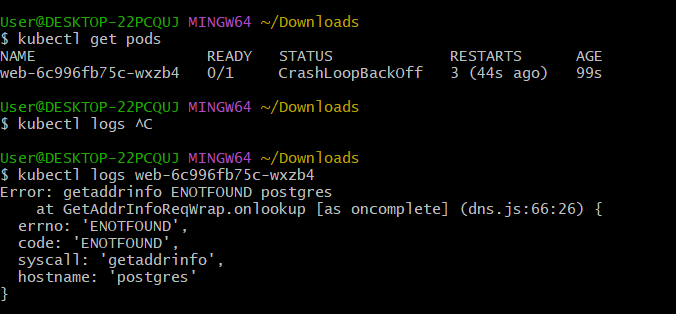 User@DESKTOP-22PCQUJ MINGW64 ~/Downloads
$ kubectl get pods
NAME                   READY   STATUS             RESTARTS      AGE
web-6c996fb75c-wxzb4   0/1     CrashLoopBackOff   3 (44s ago)   99s

User@DESKTOP-22PCQUJ MINGW64 ~/Downloads
$ kubectl logs ^C

User@DESKTOP-22PCQUJ MINGW64 ~/Downloads
$ kubectl logs web-6c996fb75c-wxzb4
Error: getaddrinfo ENOTFOUND postgres
    at GetAddrInfoReqWrap.onlookup [as oncomplete] (dns.js:66:26) {
  errno: 'ENOTFOUND',
  code: 'ENOTFOUND',
  syscall: 'getaddrinfo',
  hostname: 'postgres'
}